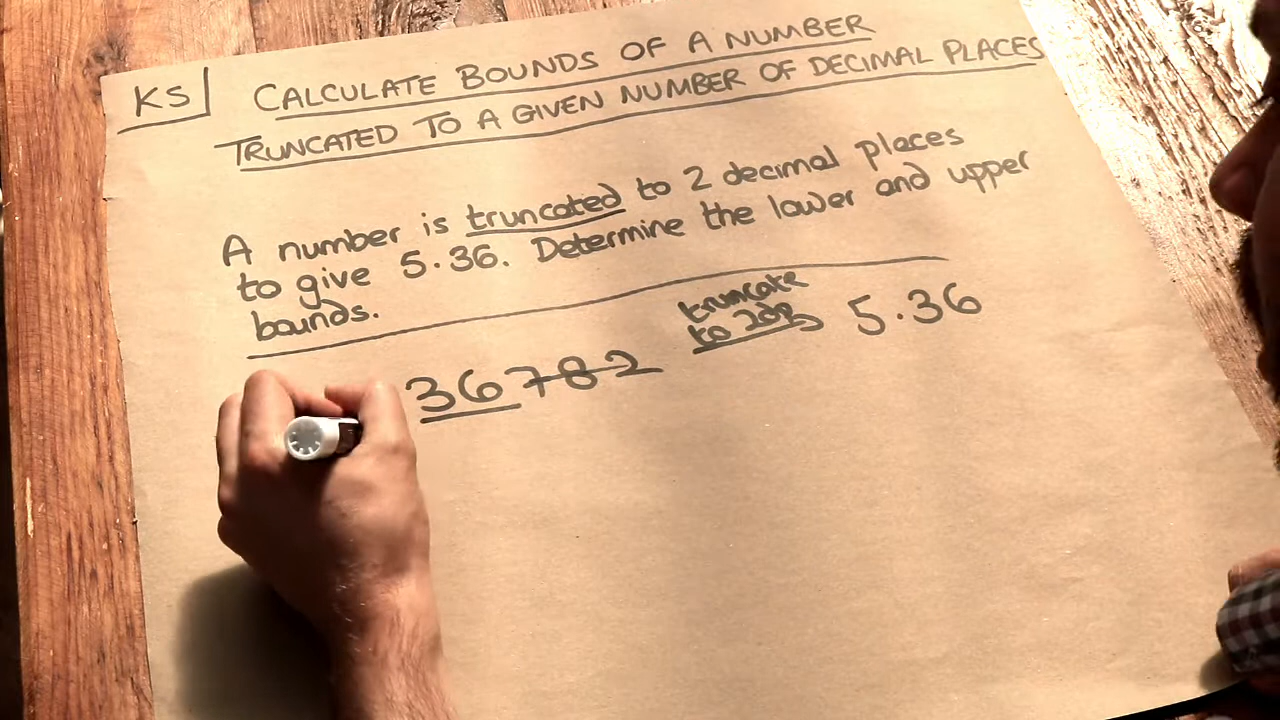 KS
CALCULATE BOUNDS OF A NUMBER
TRUNCATED TO A GIVEN NUMBER OF DECIMAL PLACES
A number is truncated to 2 decimal places
to give 5.36. Determine the lower and upper
bounds.
truncate
to 2dp
5.36
36782